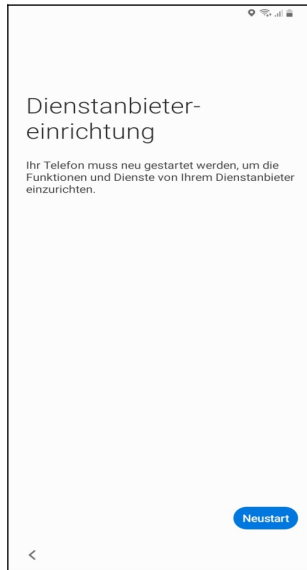 Dienstanbieter-
einrichtung
Ihr Telefon muss neu gestartet werden, um die
Funktionen und Dienste von Ihrem Dienstanbieter
einzurichten.
Neustart